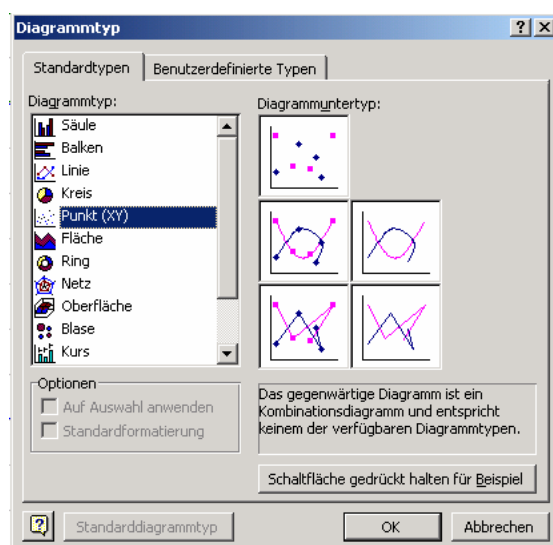 Diagrammtyp
Standardtypen
Benutzerdefinierte Typen
Diagrammtyp:
Säule
Balken
Linie
Kreis
Punkt (XY)
Fläche
Ring
Netz
Oberfläche
Blase
Kurs
Diagrammuntertyp:
Optionen
Auf Auswahl anwenden
Standardformatierung
Das gegenwärtige Diagramm ist ein
Kombinationsdiagramm und entspricht
keinem der verfügbaren Diagrammtypen.
Schaltfläche gedrückt halten für Beispiel
Standarddiagrammtyp
OK
Abbrechen